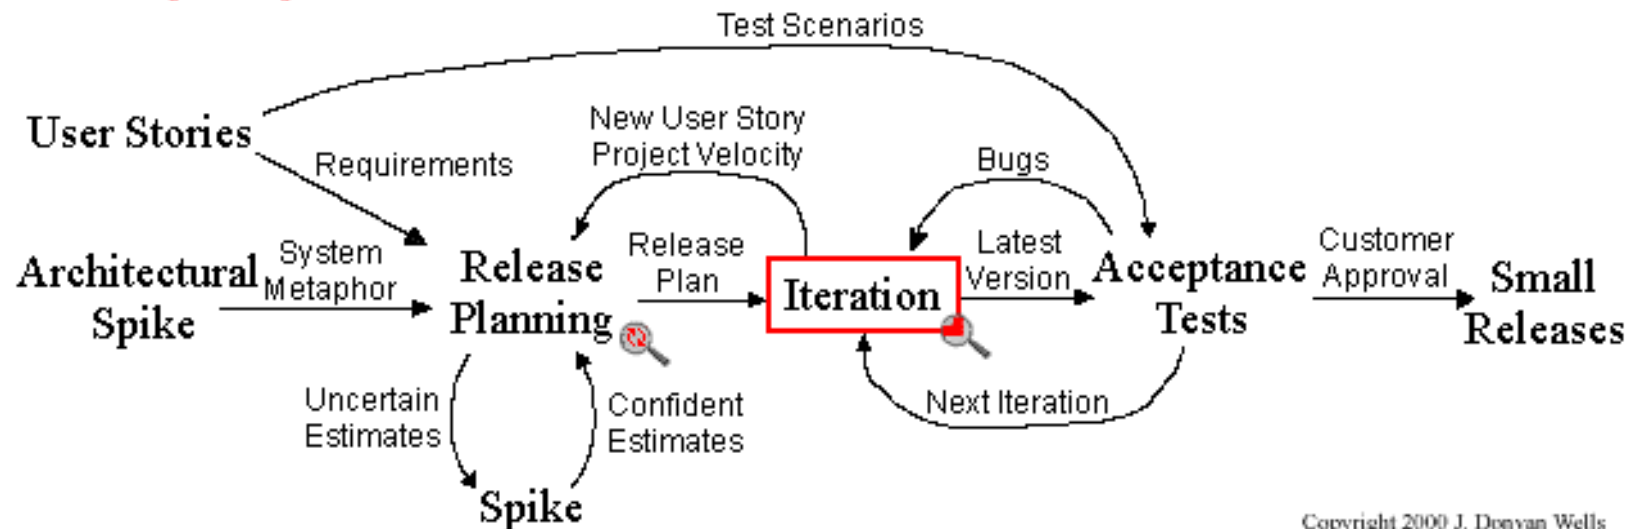 Test Scenarios
User Stories
New User Story
Project Velocity
Requirements
Bugs
System
Metaphor
Architectural
Spike
Release
Planning
Release
Plan
Iteration
Latest
Version
Acceptance
Tests
Customer
Approval
Small
Releases
Uncertain
Estimates
Confident
Estimates
Next Iteration
Spike
Copyright 2000 J. Donvan Wells